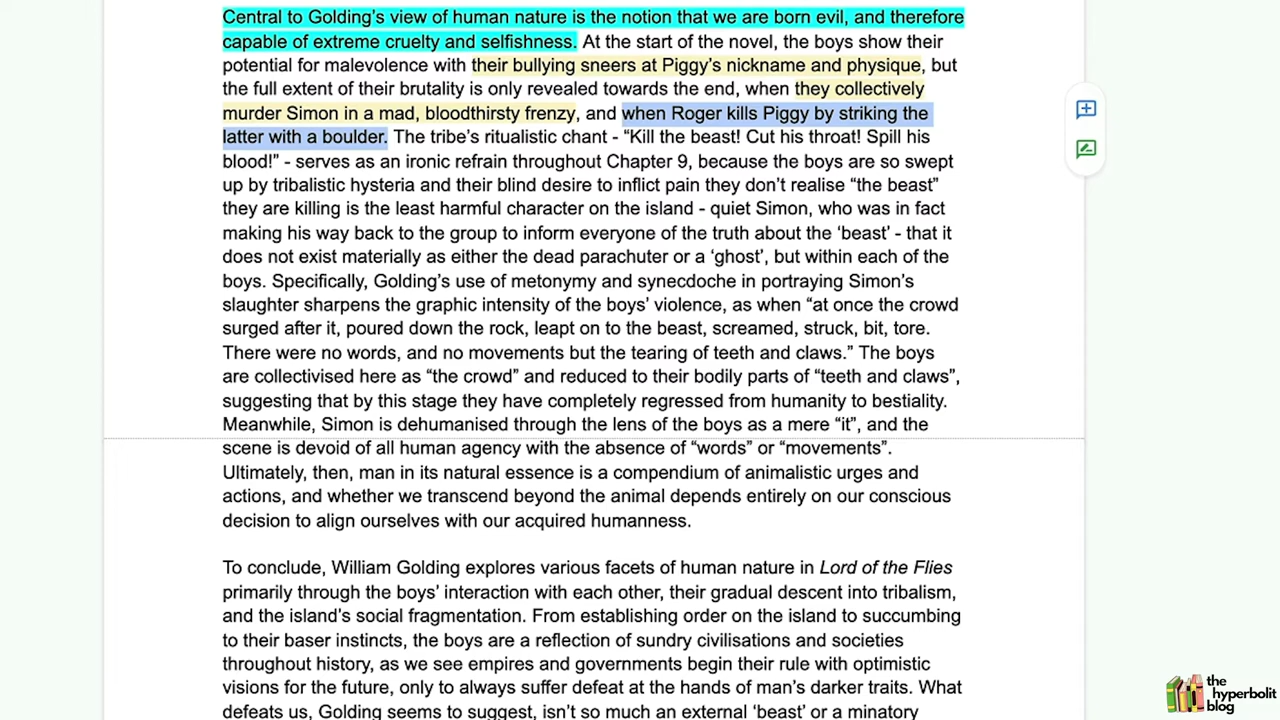 Central to Golding’s view of human nature is the notion that we are born evil, and therefore
capable of extreme cruelty and selfishness. At the start of the novel, the boys show their
potential for malevolence with their bullying sneers at Piggy’s nickname and physique, but
the full extent of their brutality is only revealed towards the end, when they collectively
murder Simon in a mad, bloodthirsty frenzy, and when Roger kills Piggy by striking the
latter with a boulder. The tribe’s ritualistic chant - “Kill the beast! Cut his throat! Spill his
blood!” - serves as an ironic refrain throughout Chapter 9, because the boys are so swept
up by tribalistic hysteria and their blind desire to inflict pain they don’t realise “the beast”
they are killing is the least harmful character on the island - quiet Simon, who was in fact
making his way back to the group to inform everyone of the truth about the ‘beast’ - that it
does not exist materially as either the dead parachuter or a ‘ghost’, but within each of the
boys. Specifically, Golding’s use of metonymy and synecdoche in portraying Simon’s
slaughter sharpens the graphic intensity of the boys’ violence, as when “at once the crowd
surged after it, poured down the rock, leapt on to the beast, screamed, struck, bit, tore.
There were no words, and no movements but the tearing of teeth and claws.” The boys
are collectivised here as “the crowd” and reduced to their bodily parts of “teeth and claws”,
suggesting that by this stage they have completely regressed from humanity to bestiality.
Meanwhile, Simon is dehumanised through the lens of the boys as a mere “it”, and the
scene is devoid of all human agency with the absence of “words” or “movements”.
Ultimately, then, man in its natural essence is a compendium of animalistic urges and
actions, and whether we transcend beyond the animal depends entirely on our conscious
decision to align ourselves with our acquired humanness.
To conclude, William Golding explores various facets of human nature in Lord of the Flies
primarily through the boys’ interaction with each other, their gradual descent into tribalism,
and the island’s social fragmentation. From establishing order on the island to succumbing
to their baser instincts, the boys are a reflection of sundry civilisations and societies
throughout history, as we see empires and governments begin their rule with optimistic
visions for the future, only to always suffer defeat at the hands of man’s darker traits. What
defeats us, Golding seems to suggest, isn’t so much an external ‘beast’ or a minatory
the
hyperbolit
blog